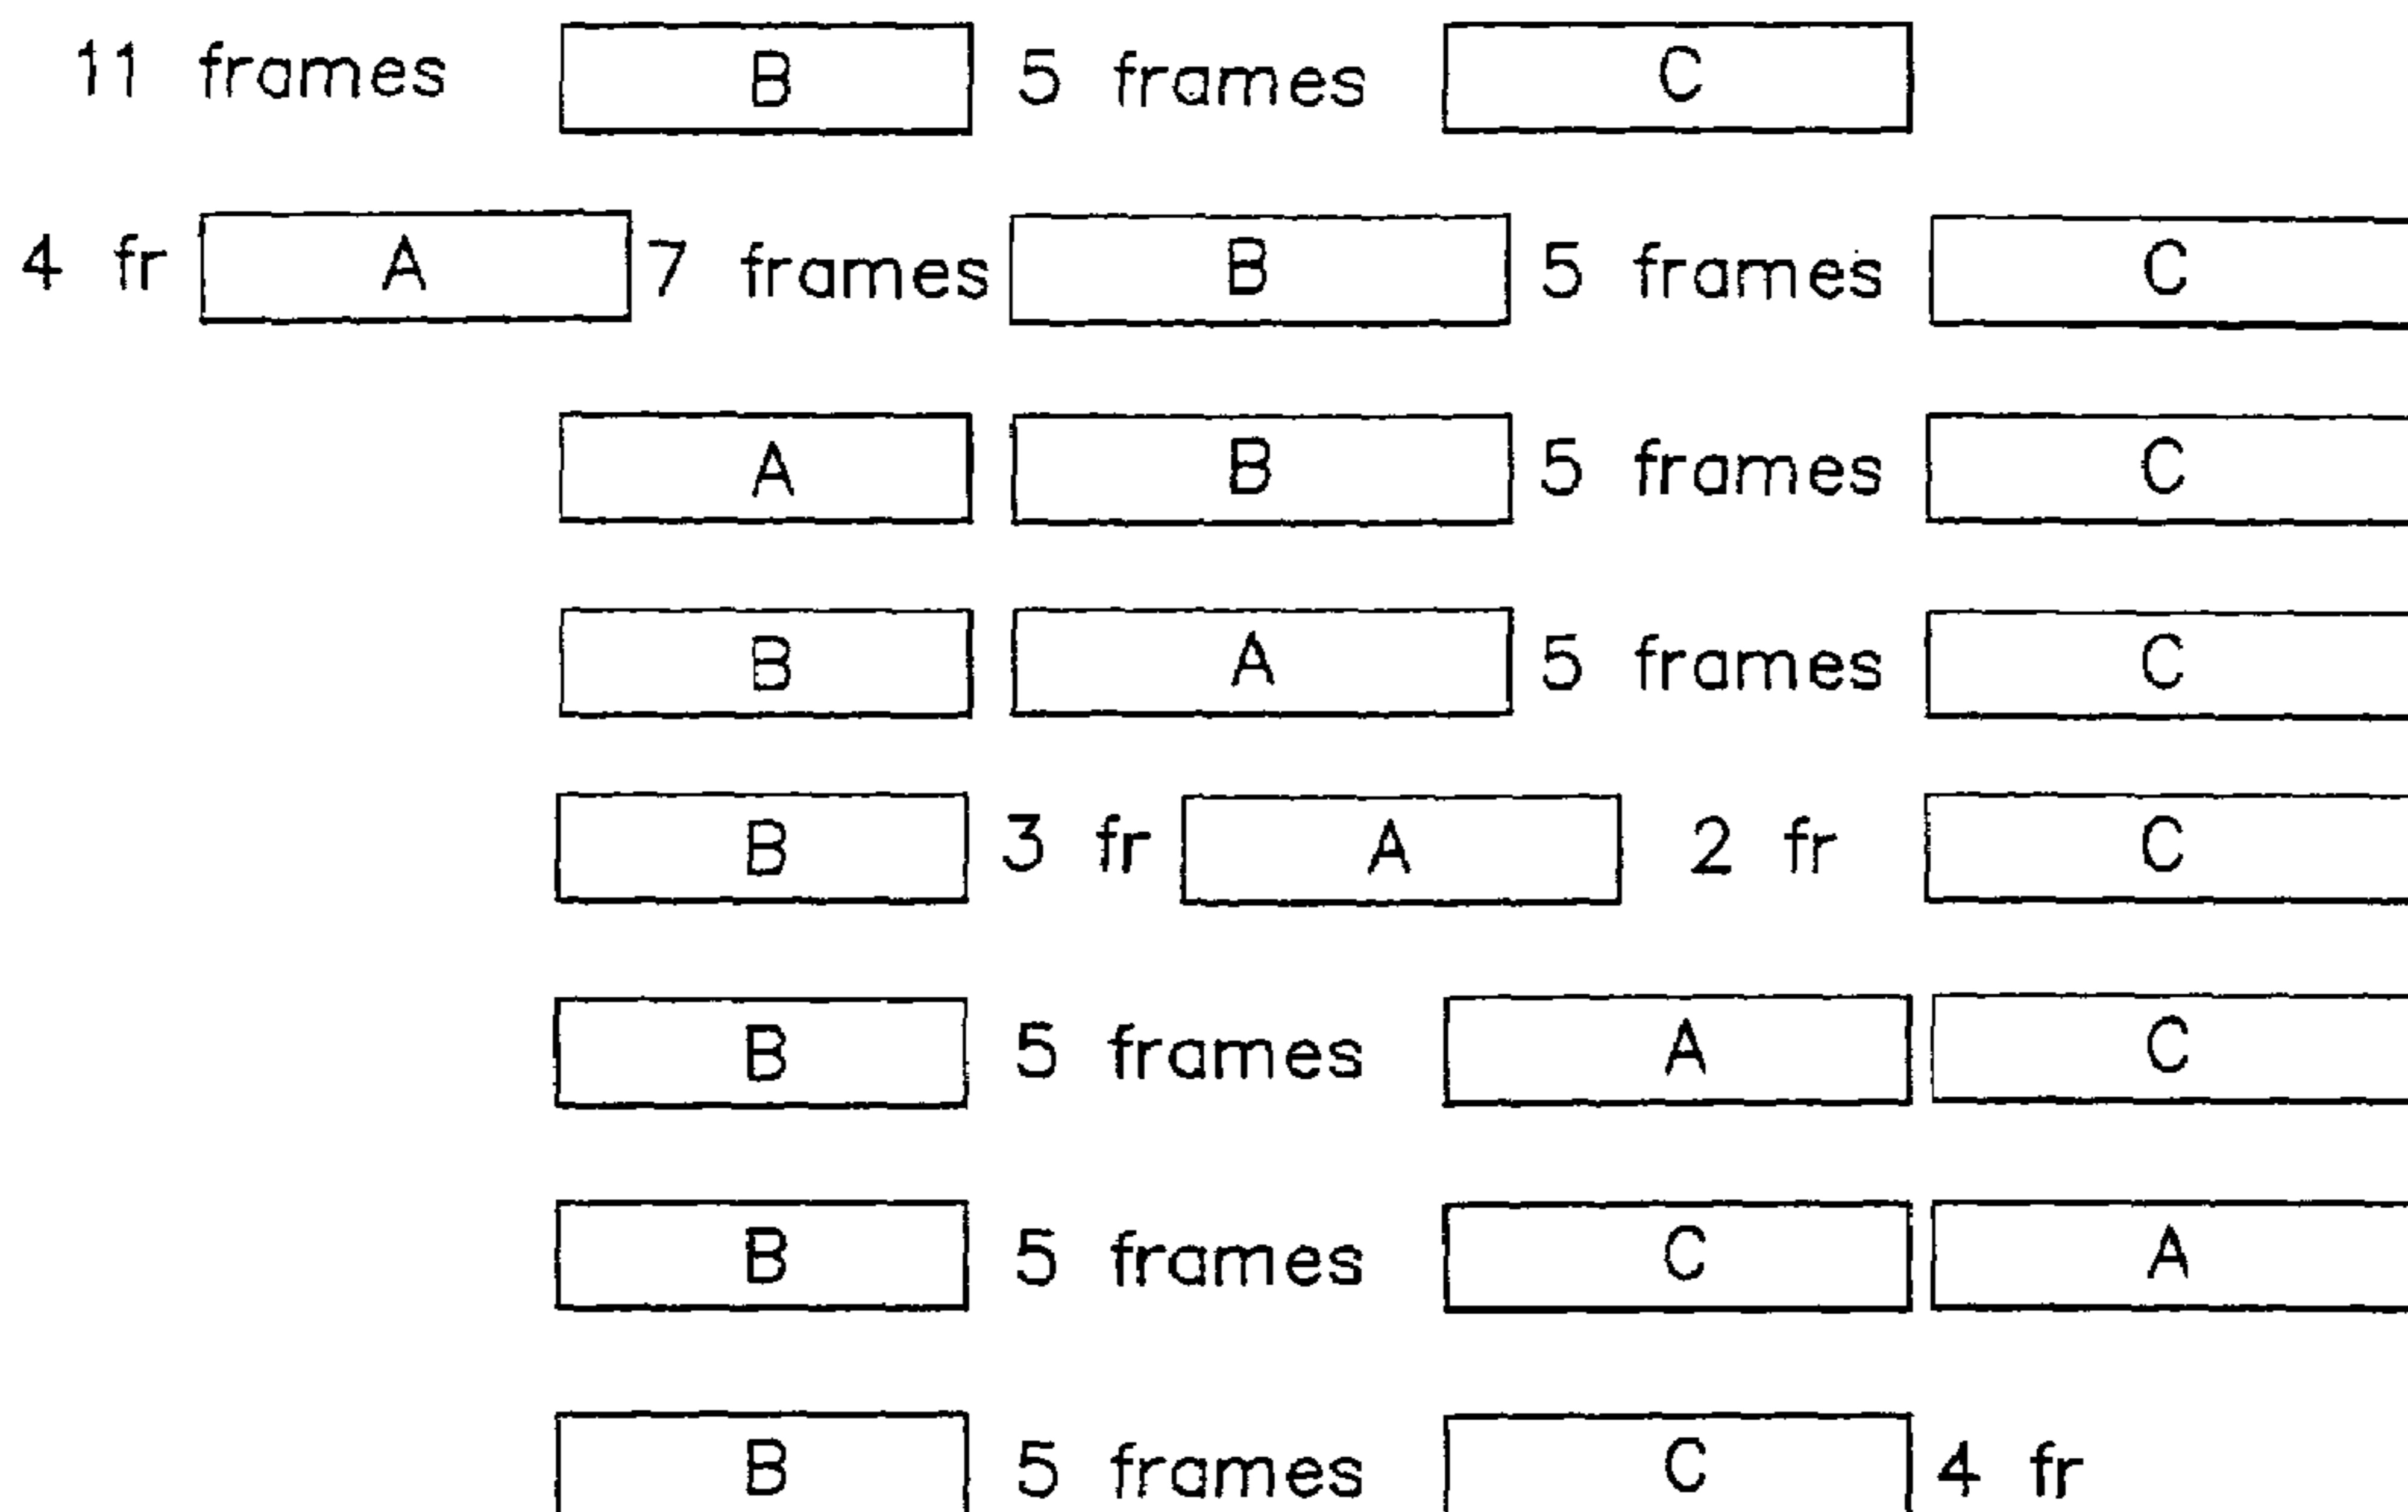 11 frames B 5 frames C
4 fr A 7 frames B 5 frames C
A B 5 frames C
B A 5 frames C
B 3 fr A 2 fr C
B 5 frames A C
B 5 frames C A
B 5 frames C 4 fr